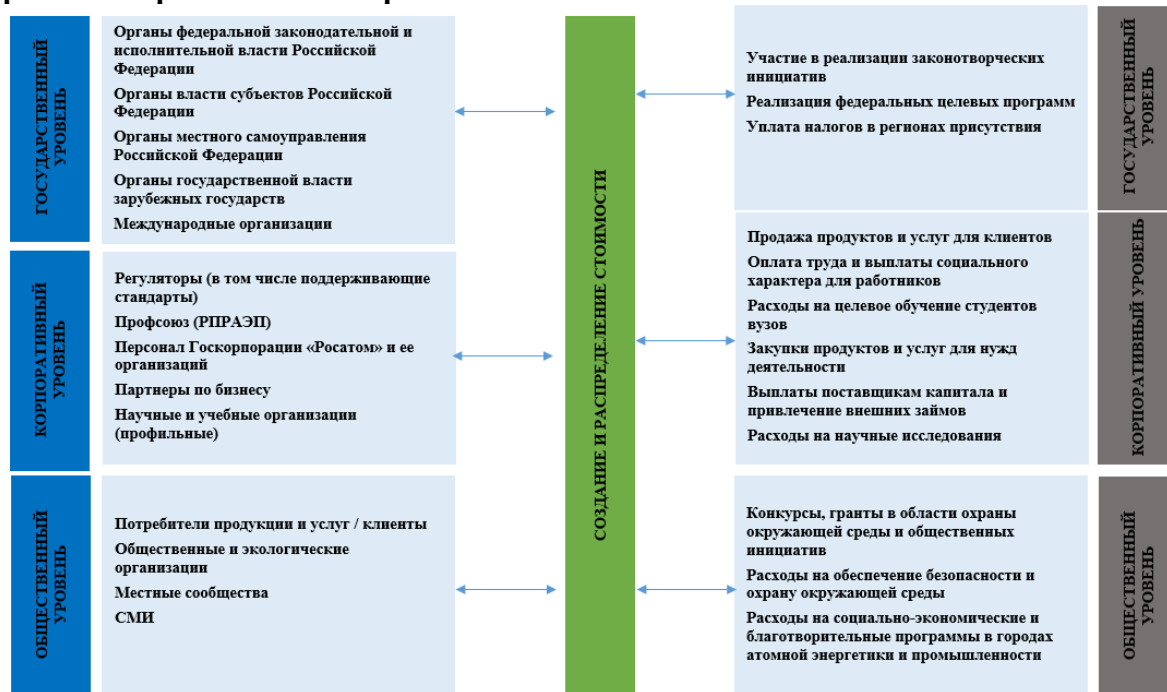 ГОСУДАРСТВЕННЫЙ
УРОВЕНЬ
Органы федеральной законодательной и
исполнительной власти Российской
Федерации
Органы власти субъектов Российской
Федерации
Органы местного самоуправления
Российской Федерации
Органы государственной власти
зарубежных государств
Международные организации
КОРПОРАТИВНЫЙ
УРОВЕНЬ
Регуляторы (в том числе поддерживающие
стандарты)
Профсоюз (РПРАЭП)
Персонал Госкорпорации «Росатом» и ее
организаций
Партнеры по бизнесу
Научные и учебные организации
(профильные)
ОБЩЕСТВЕННЫЙ
УРОВЕНЬ
Потребители продукции и услуг / клиенты
Общественные и экологические
организации
Местные сообщества
СМИ
СОЗДАНИЕ И РАСПРЕДЕЛЕНИЕ СТОИМОСТИ
Участие в реализации законотворческих
инициатив
Реализация федеральных целевых программ
Уплата налогов в регионах присутствия
ГОСУДАРСТВЕННЫЙ
УРОВЕНЬ
Продажа продуктов и услуг для клиентов
Оплата труда и выплаты социального
характера для работников
Расходы на целевое обучение студентов
вузов
Закупки продуктов и услуг для нужд
деятельности
Выплаты поставщикам капитала и
привлечение внешних займов
Расходы на научные исследования
КОРПОРАТИВНЫЙ УРОВЕНЬ
Конкурсы, гранты в области охраны
окружающей среды и общественных
инициатив
Расходы на обеспечение безопасности и
охрану окружающей среды
Расходы на социально-экономические и
благотворительные программы в городах
атомной энергетики и промышленности
ОБЩЕСТВЕННЫЙ
УРОВЕНЬ